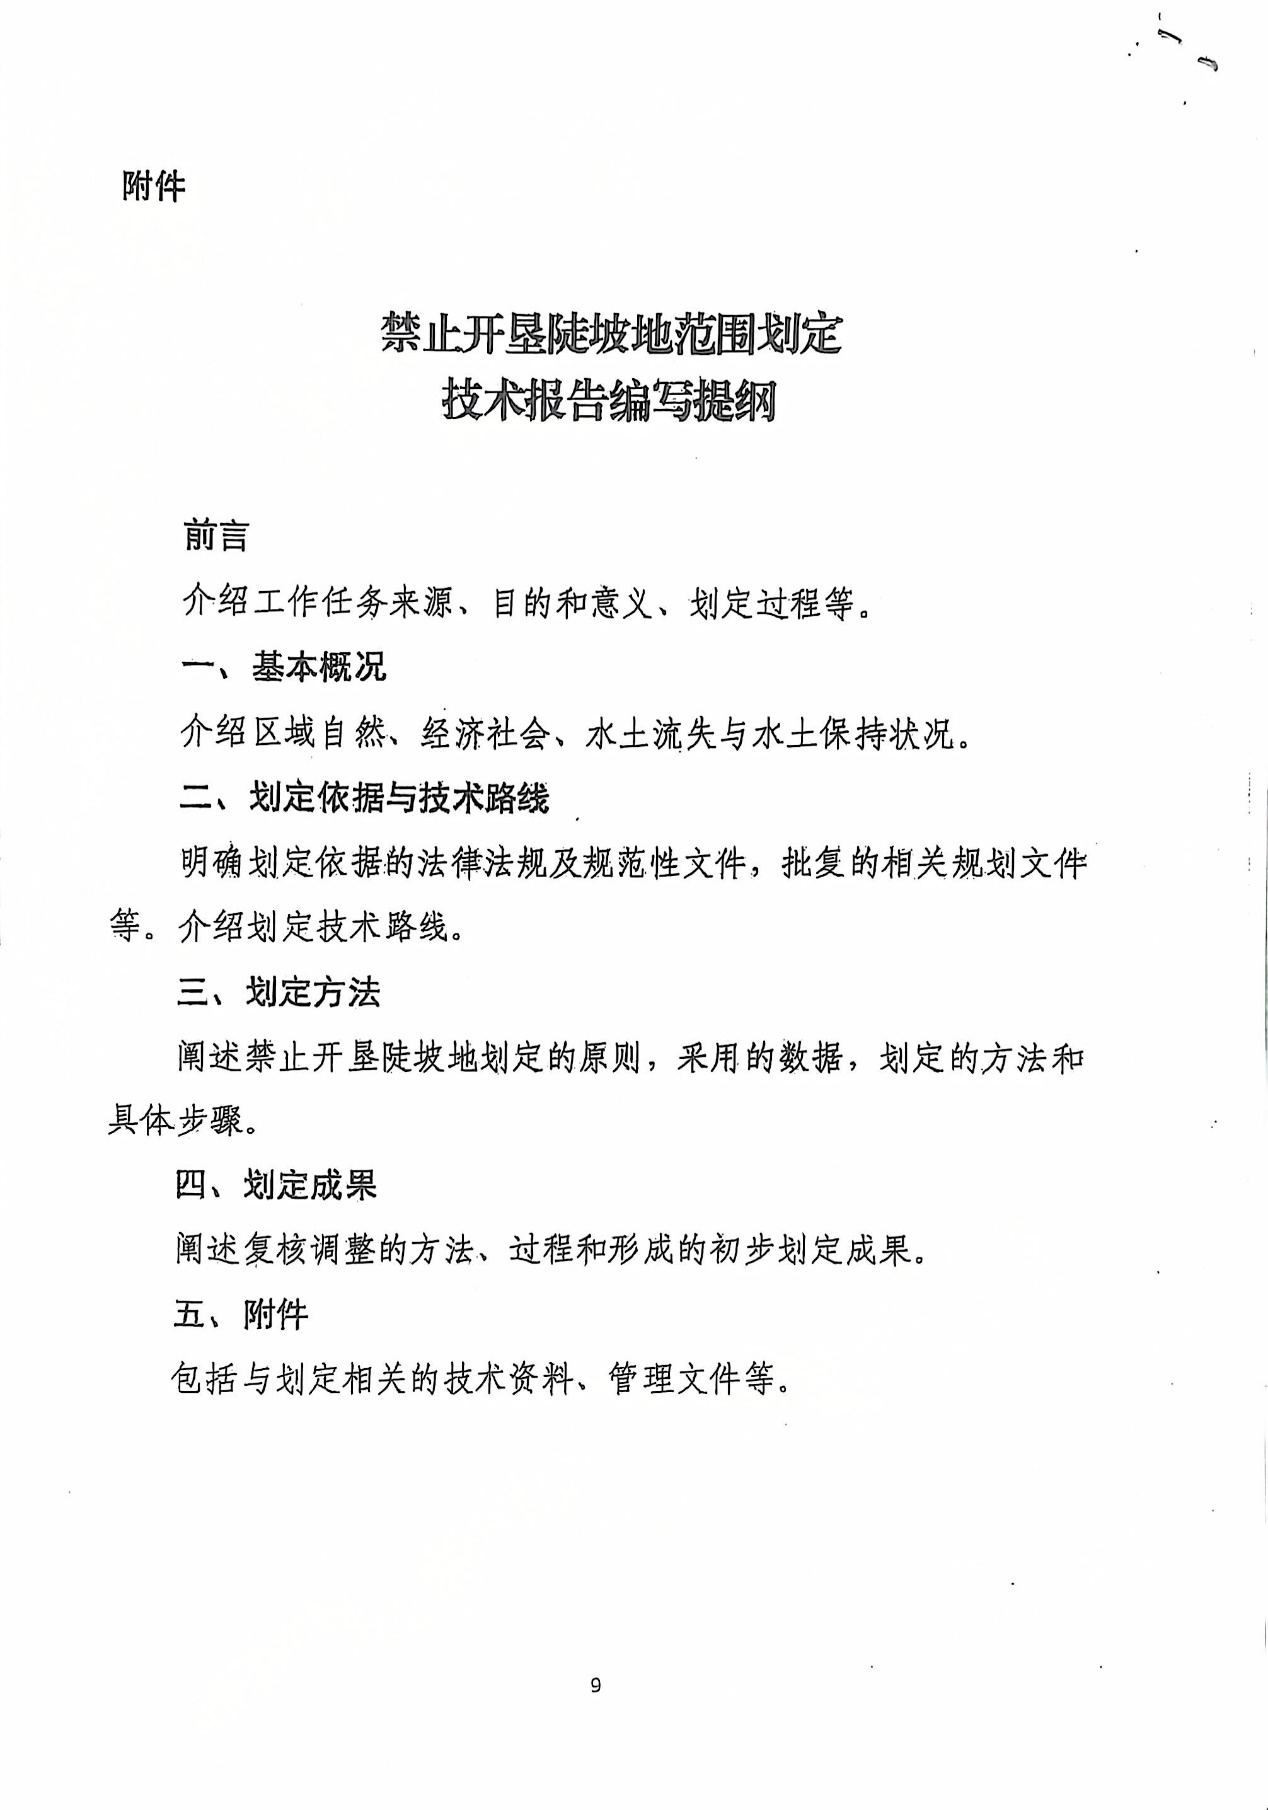 附件
禁止开垦陡坡地范围划定
技术报告编写提纲
前言
介绍工作任务来源、目的和意义、划定过程等。
一、基本概况
介绍区域自然、经济社会、水土流失与水土保持状况。
二、划定依据与技术路线
明确划定依据的法律法规及规范性文件，批复的相关规划文件
等。介绍划定技术路线。
三、划定方法
阐述禁止开垦陡坡地划定的原则，采用的数据，划定的方法和
具体步骤。
四、划定成果
阐述复核调整的方法、过程和形成的初步划定成果。
五、附件
包括与划定相关的技术资料、管理文件等。
9